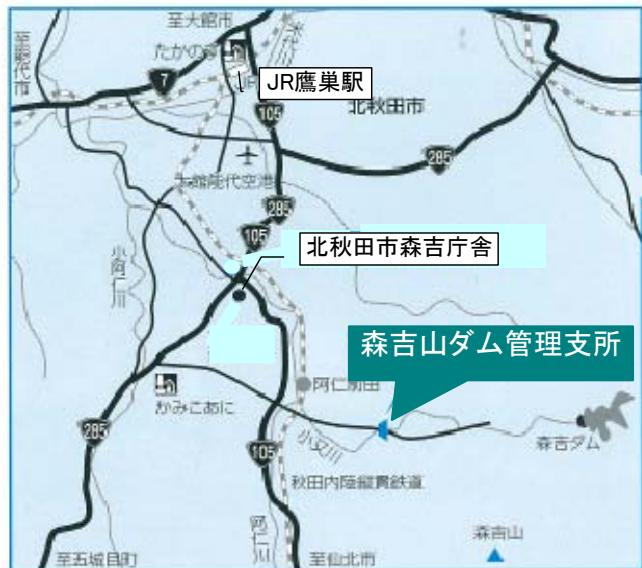 至大館市
たかのす
至能代市
7
JR鷹巣駅
105
北秋田市
285
大館能代空港
285
105
小阿仁川
北秋田市森吉庁舎
森吉山ダム管理支所
阿仁前田
かみこあに
小又川
森吉ダム
285
105
秋田内陸縦貫鉄道
阿仁川
森吉山
至五城目町
至仙北市